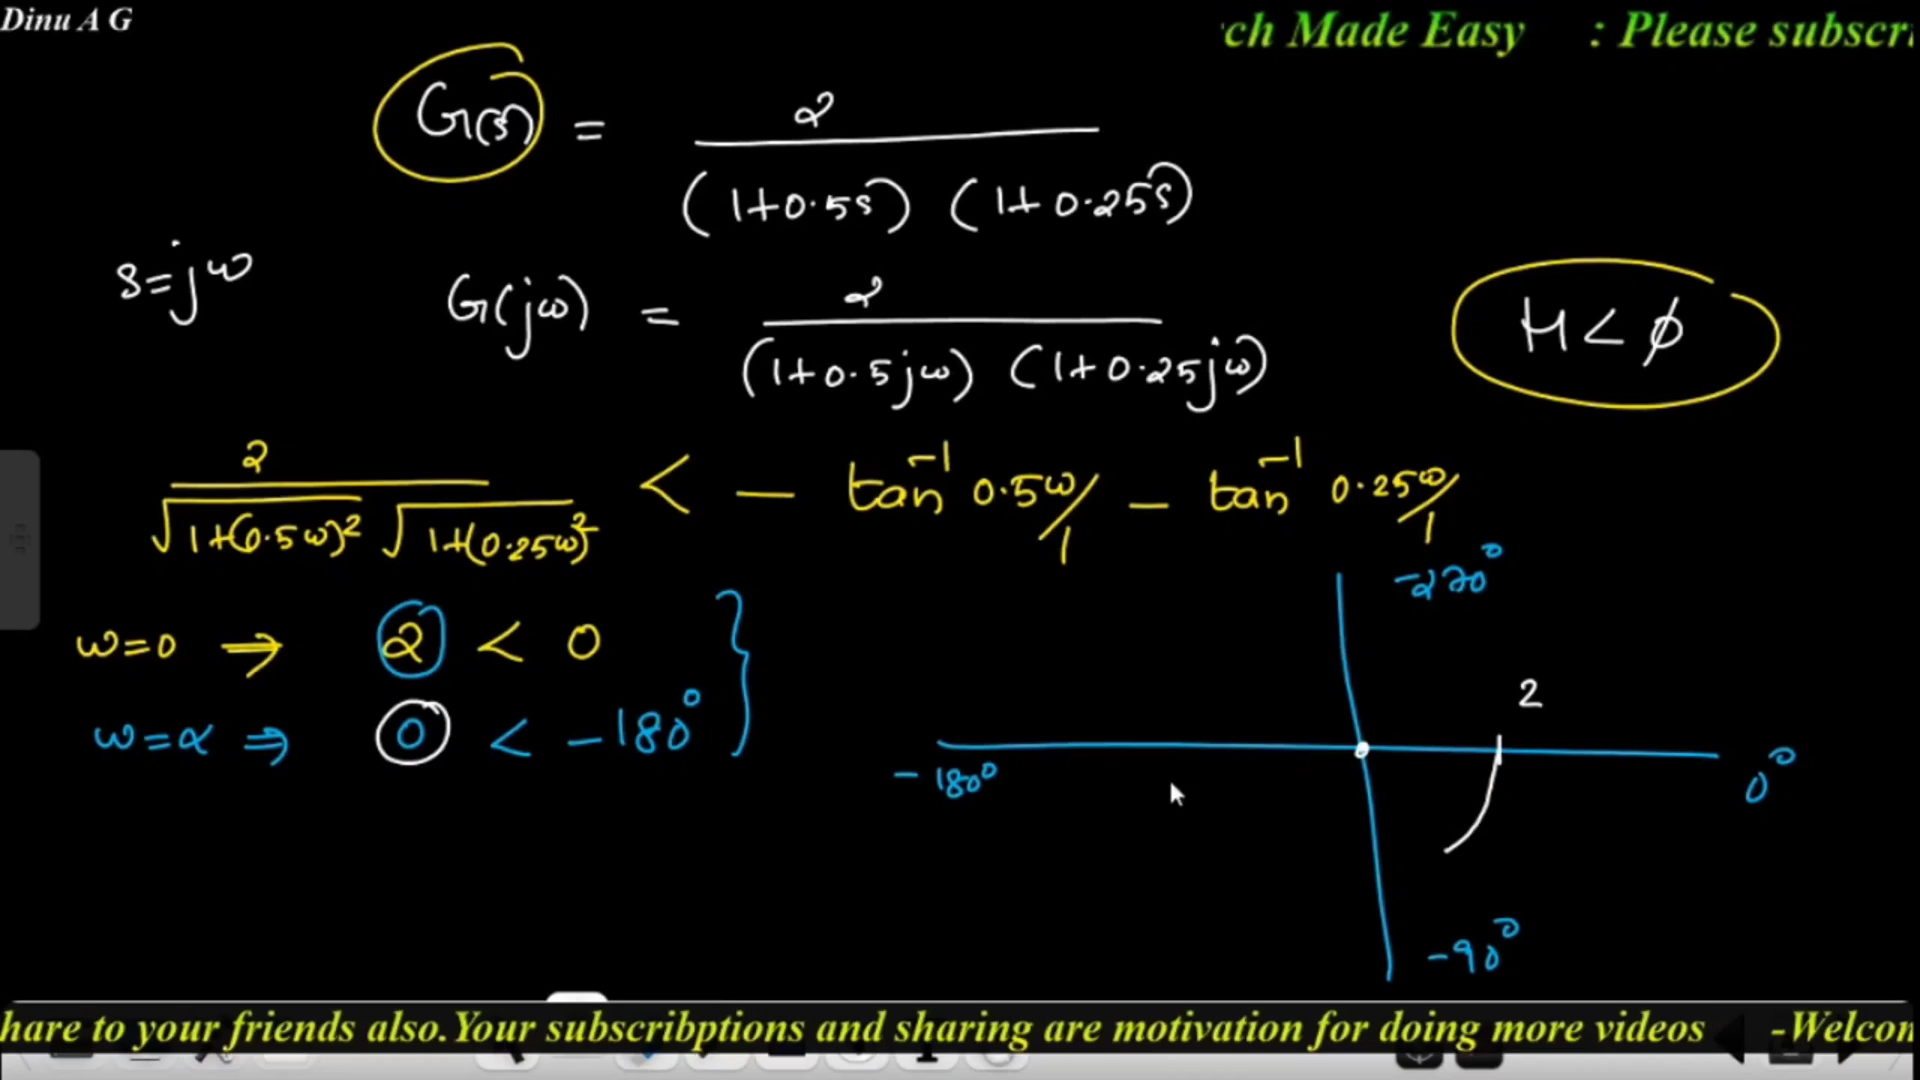 Dinu A G
ch Made Easy : Please subscri
G(s) = 2 / (1+0.5s) (1+0.25s)
s=jω
G(jω) = 2 / (1+0.5jω) (1+0.25jω)
M < φ
2 / √1+(0.5ω)² √1+(0.25ω)² < - tan⁻¹ 0.5ω/1 - tan⁻¹ 0.25ω/1
-270°
ω=0 ⇒ 2 < 0
2
ω=α ⇒ 0 < -180°
-180°
0°
-90°
hare to your friends also.Your subscribptions and sharing are motivation for doing more videos -Welcom